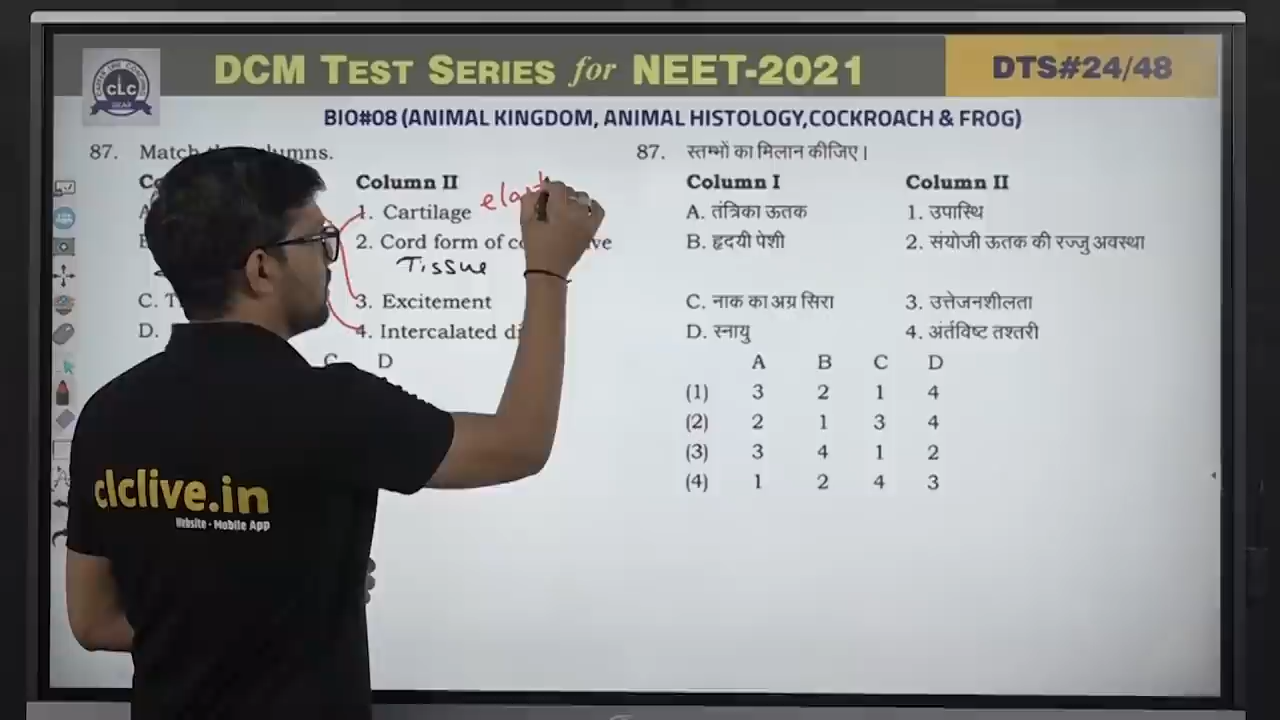 DCM TEST SERIES for NEET-2021
DTS#24/48
CLC
BIO#08 (ANIMAL KINGDOM, ANIMAL HISTOLOGY,COCKROACH & FROG)
87. Match
Column II
1. Cartilage
2. Cord form of
Tissue
3. Excitement
4. Intercalated
C. D.
C D
87. स्तम्भों का मिलान कीजिए।
Column I Column II
A. तंत्रिका ऊतक 1. उपास्थि
B. हृदयी पेशी 2. संयोजी ऊतक की रज्जु अवस्था
C. नाक का अग्र सिरा 3. उत्तेजनशीलता
D. स्नायु 4. अंर्तविष्ट तश्तरी
A B C D
(1) 3 2 1 4
(2) 2 1 3 4
(3) 3 4 1 2
(4) 1 2 4 3
clclive.in
Website - Mobile App